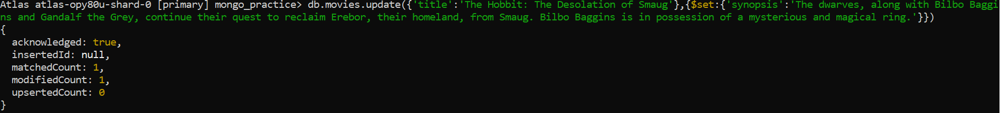 Atlas atlas-opy80u-shard-0 [primary] mongo_practice> db.movies.update({'title':'The Hobbit: The Desolation of Smaug'},{$set:{'synopsis':'The dwarves, along with Bilbo Baggi
ns and Gandalf the Grey, continue their quest to reclaim Erebor, their homeland, from Smaug. Bilbo Baggins is in possession of a mysterious and magical ring.'}})
{
  acknowledged: true,
  insertedId: null,
  matchedCount: 1,
  modifiedCount: 1,
  upsertedCount: 0
}